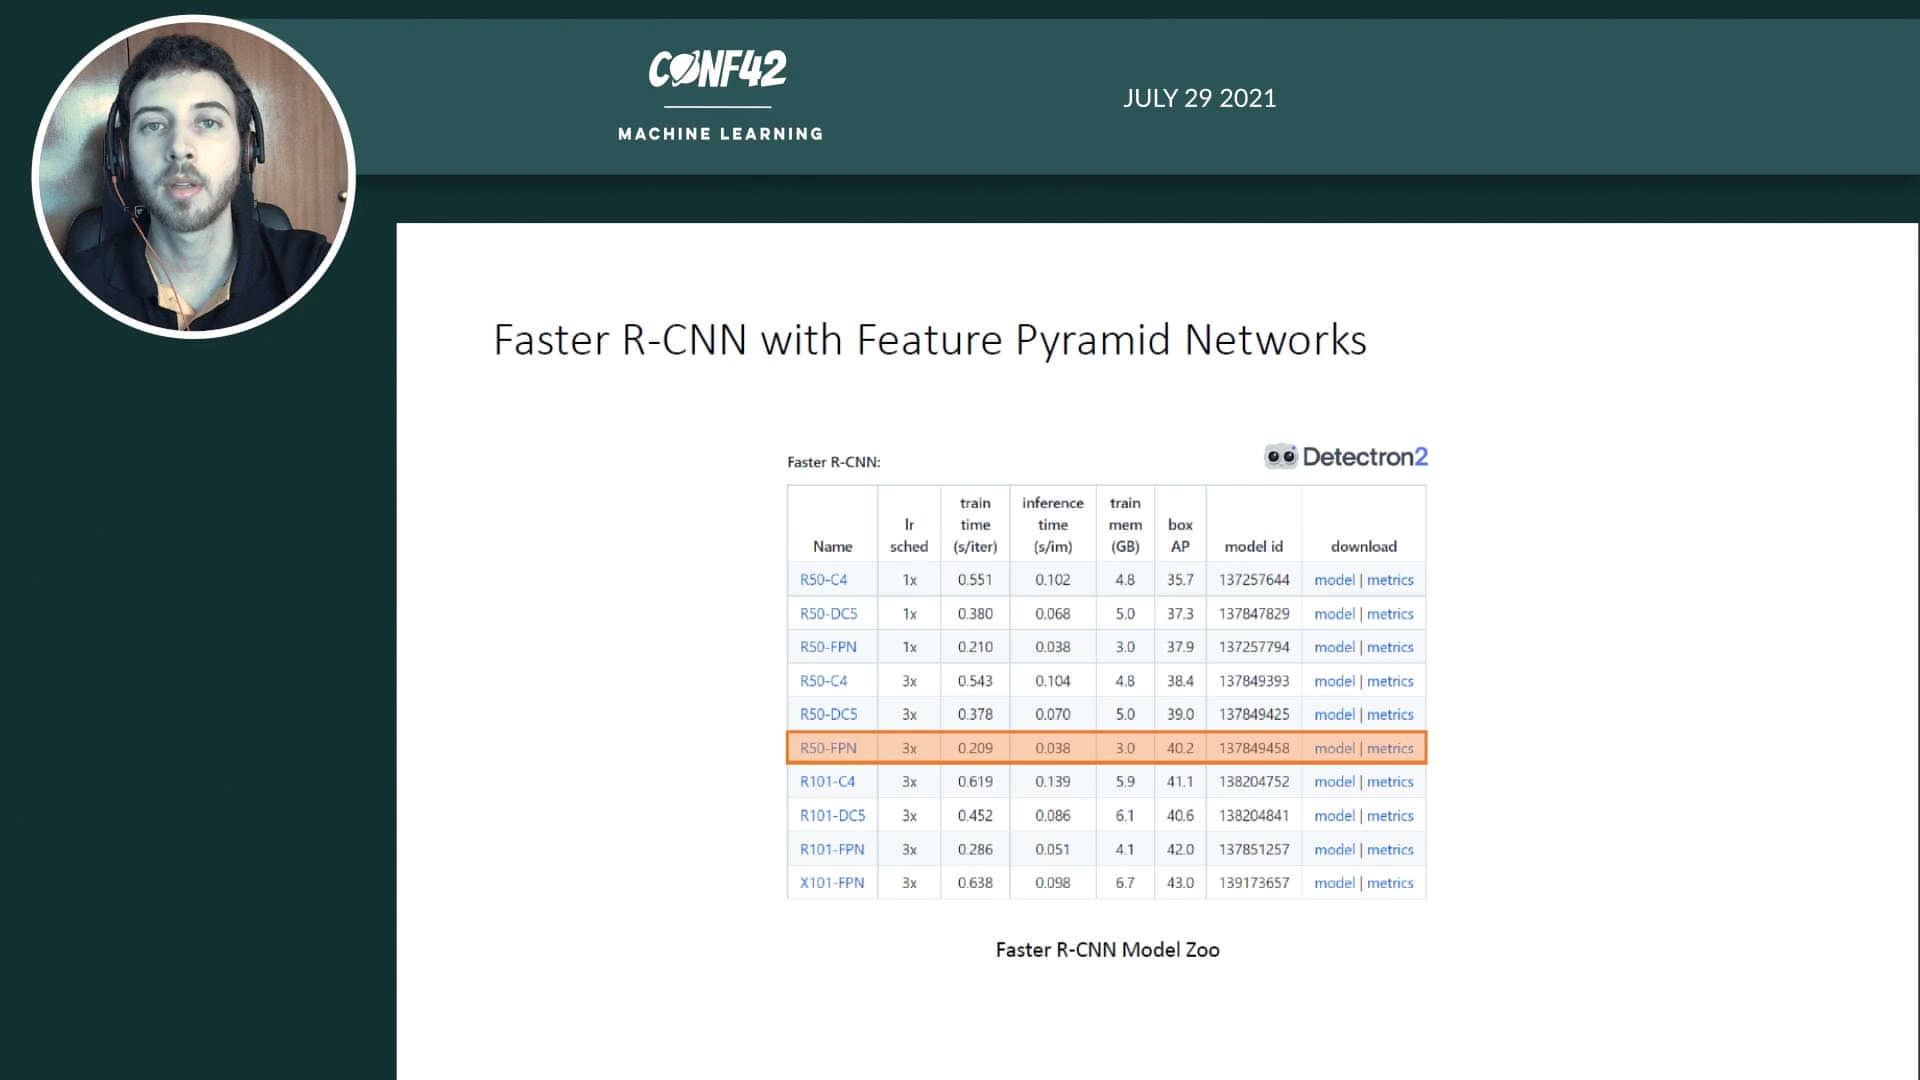 CONF42
MACHINE LEARNING
JULY 29 2021
Faster R-CNN with Feature Pyramid Networks
Faster R-CNN:
Detectron2
Name lr sched train time (s/iter) inference time (s/im) train mem (GB) box AP model id download
R50-C4 1x 0.551 0.102 4.8 35.7 137257644 model | metrics
R50-DC5 1x 0.380 0.068 5.0 37.3 137847829 model | metrics
R50-FPN 1x 0.210 0.038 3.0 37.9 137257794 model | metrics
R50-C4 3x 0.543 0.104 4.8 38.4 137849393 model | metrics
R50-DC5 3x 0.378 0.070 5.0 39.0 137849425 model | metrics
R50-FPN 3x 0.209 0.038 3.0 40.2 137849458 model | metrics
R101-C4 3x 0.619 0.139 5.9 41.1 138204752 model | metrics
R101-DC5 3x 0.452 0.086 6.1 40.6 138204841 model | metrics
R101-FPN 3x 0.286 0.051 4.1 42.0 137851257 model | metrics
X101-FPN 3x 0.638 0.098 6.7 43.0 139173657 model | metrics
Faster R-CNN Model Zoo